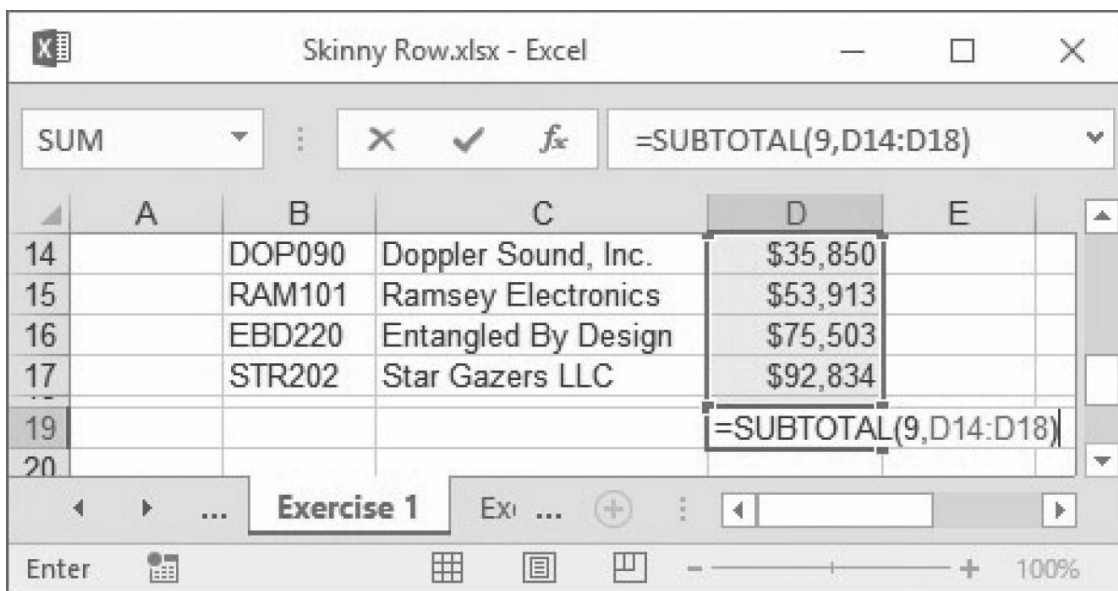 Skinny Row.xlsx - Excel
SUM fx =SUBTOTAL(9,D14:D18)
A B C D E
14 DOP090 Doppler Sound, Inc. $35,850
15 RAM101 Ramsey Electronics $53,913
16 EBD220 Entangled By Design $75,503
17 STR202 Star Gazers LLC $92,834
19 =SUBTOTAL(9,D14:D18)
20
... Exercise 1 Ex ...
Enter 100%